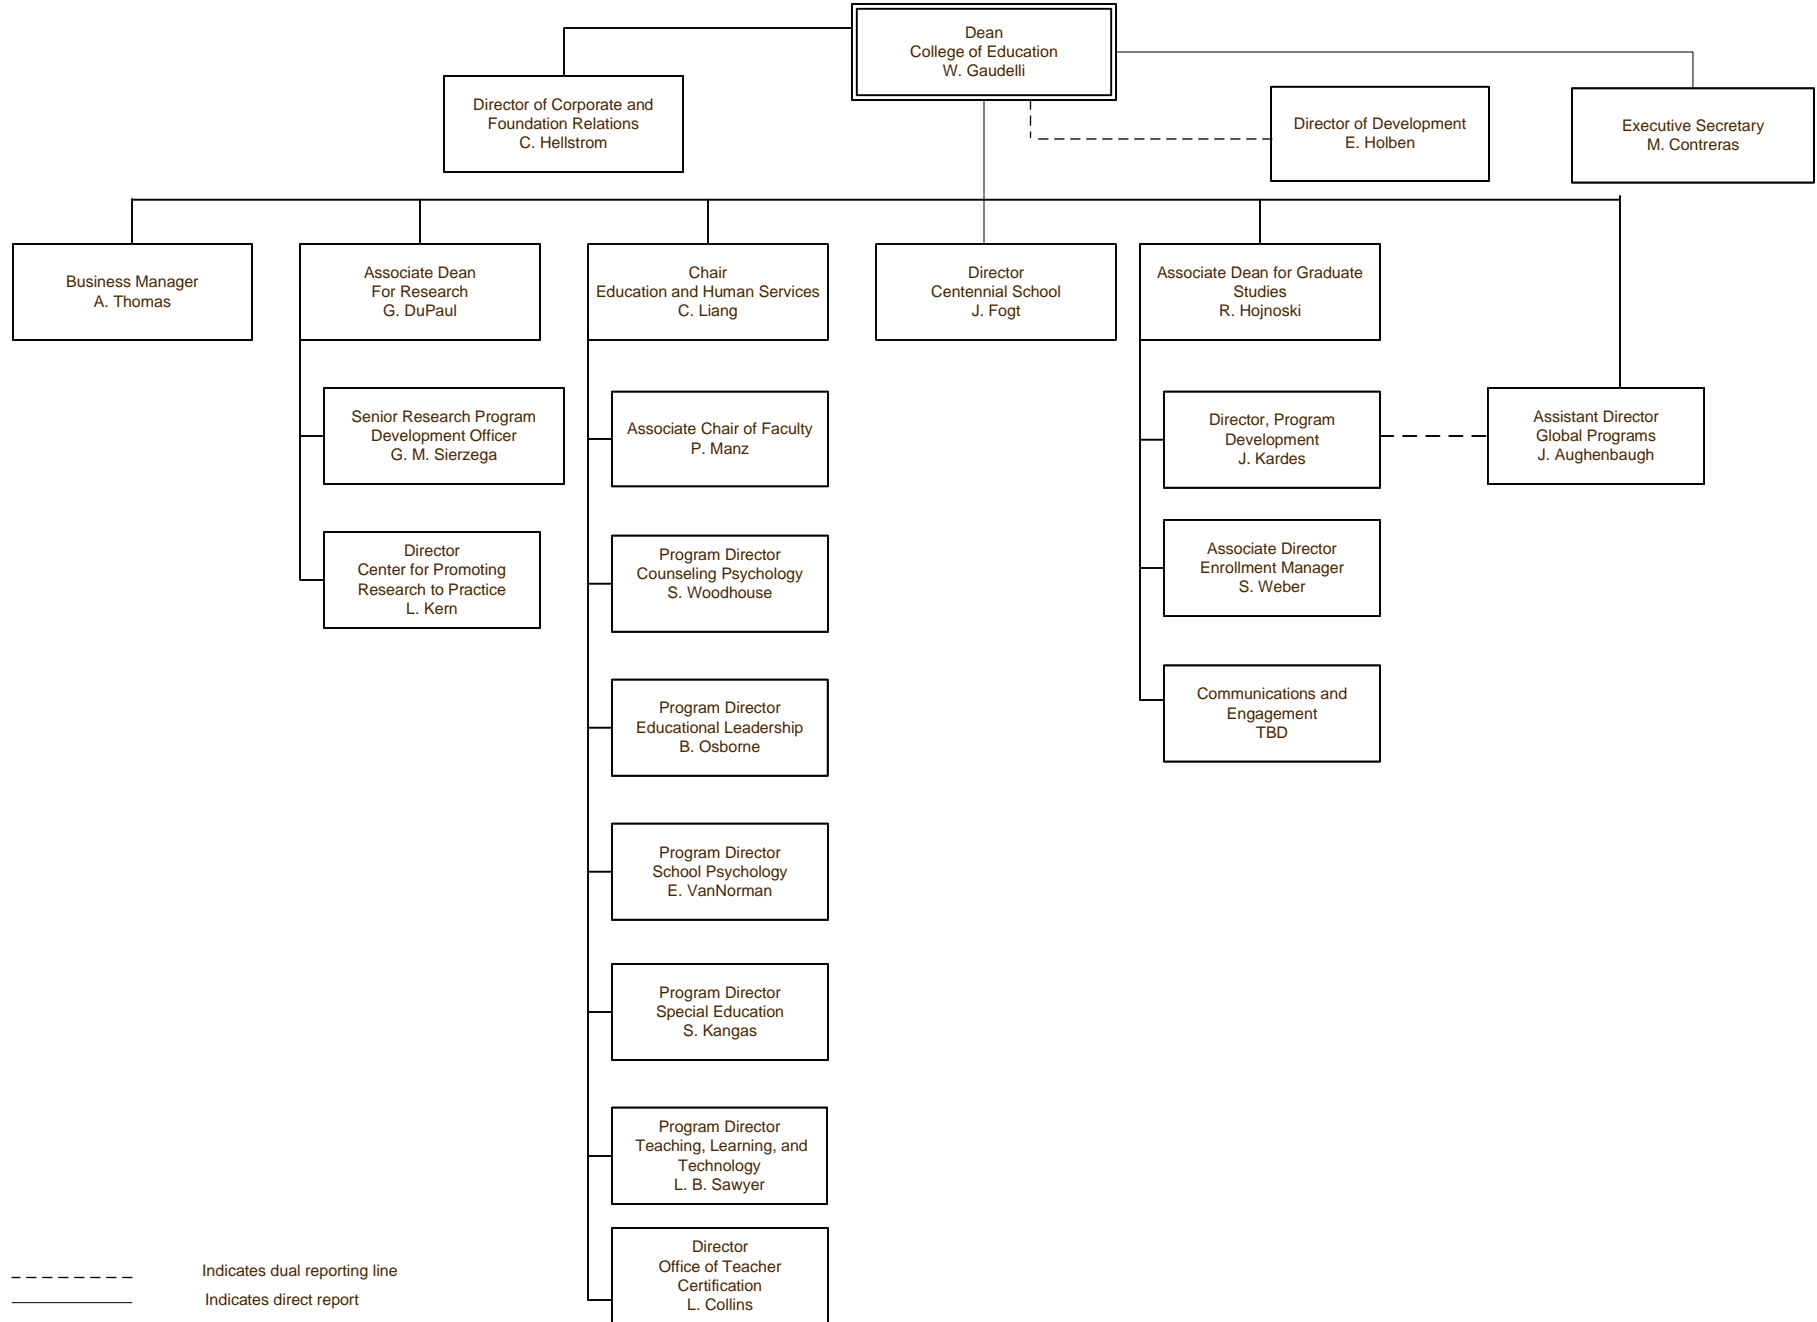 Dean
College of Education
W. Gaudelli
Director of Corporate and
Foundation Relations
C. Hellstrom
Director of Development
E. Holben
Executive Secretary
M. Contreras
Business Manager
A. Thomas
Associate Dean
For Research
G. DuPaul
Chair
Education and Human Services
C. Liang
Director
Centennial School
J. Fogt
Associate Dean for Graduate
Studies
R. Hojnoski
Senior Research Program
Development Officer
G. M. Sierzega
Director
Center for Promoting
Research to Practice
L. Kern
Associate Chair of Faculty
P. Manz
Program Director
Counseling Psychology
S. Woodhouse
Program Director
Educational Leadership
B. Osborne
Program Director
School Psychology
E. VanNorman
Program Director
Special Education
S. Kangas
Program Director
Teaching, Learning, and
Technology
L. B. Sawyer
Director
Office of Teacher
Certification
L. Collins
Director, Program
Development
J. Kardes
Associate Director
Enrollment Manager
S. Weber
Communications and
Engagement
TBD
Assistant Director
Global Programs
J. Aughenbaugh
Indicates dual reporting line
Indicates direct report